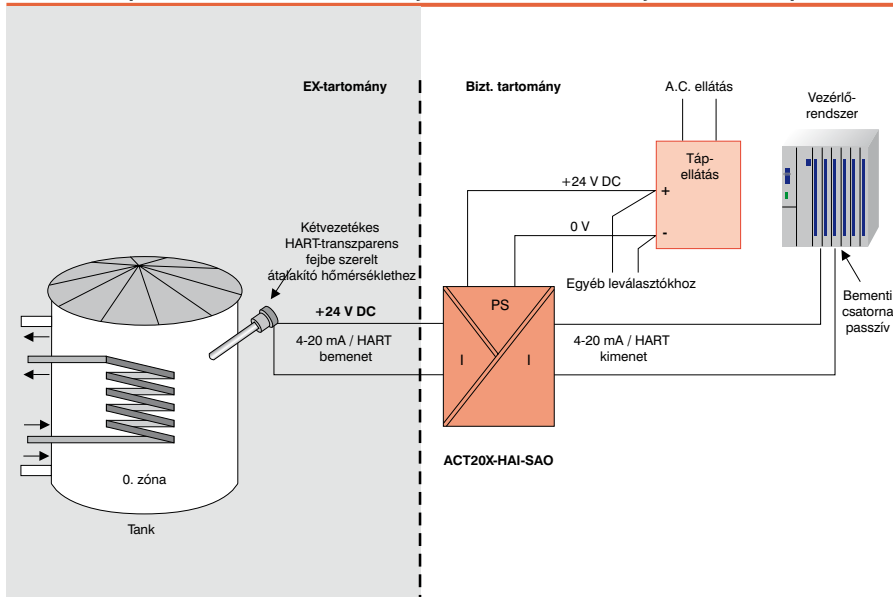 EX-tartomány
Bizt. tartomány
A.C. ellátás
Vezérlő-
rendszer
Táp-
ellátás
+24 V DC
+
0 V
-
Kétvezetékes
HART-transzparens
fejbe szerelt
átalakító hőmérséklethez
Egyéb leválasztókhoz
Bementi
csatorna
passzív
+24 V DC
PS
4-20 mA / HART
bemenet
I
I
4-20 mA / HART
kimenet
ACT20X-HAI-SAO
0. zóna
Tank